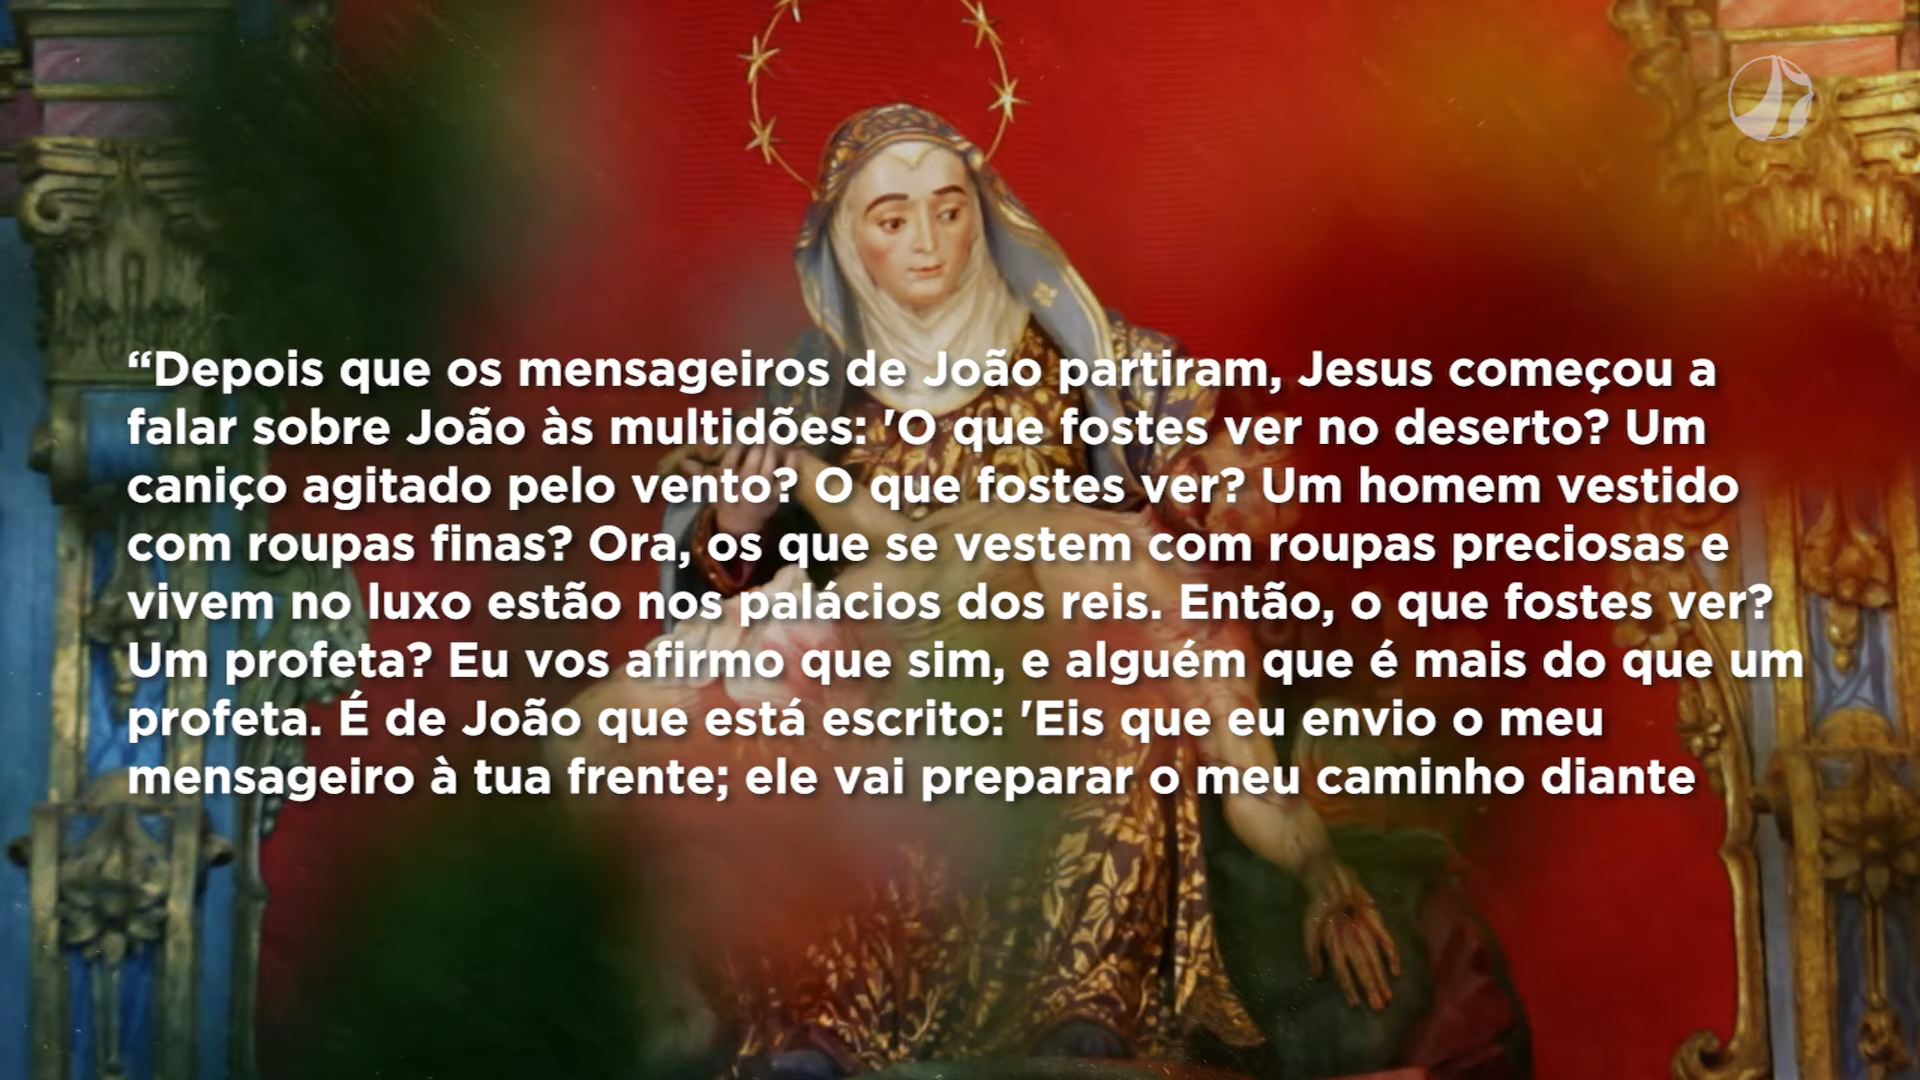 “Depois que os mensageiros de João partiram, Jesus começou a
falar sobre João às multidões: 'O que fostes ver no deserto? Um
caniço agitado pelo vento? O que fostes ver? Um homem vestido
com roupas finas? Ora, os que se vestem com roupas preciosas e
vivem no luxo estão nos palácios dos reis. Então, o que fostes ver?
Um profeta? Eu vos afirmo que sim, e alguém que é mais do que um
profeta. É de João que está escrito: 'Eis que eu envio o meu
mensageiro à tua frente; ele vai preparar o meu caminho diante